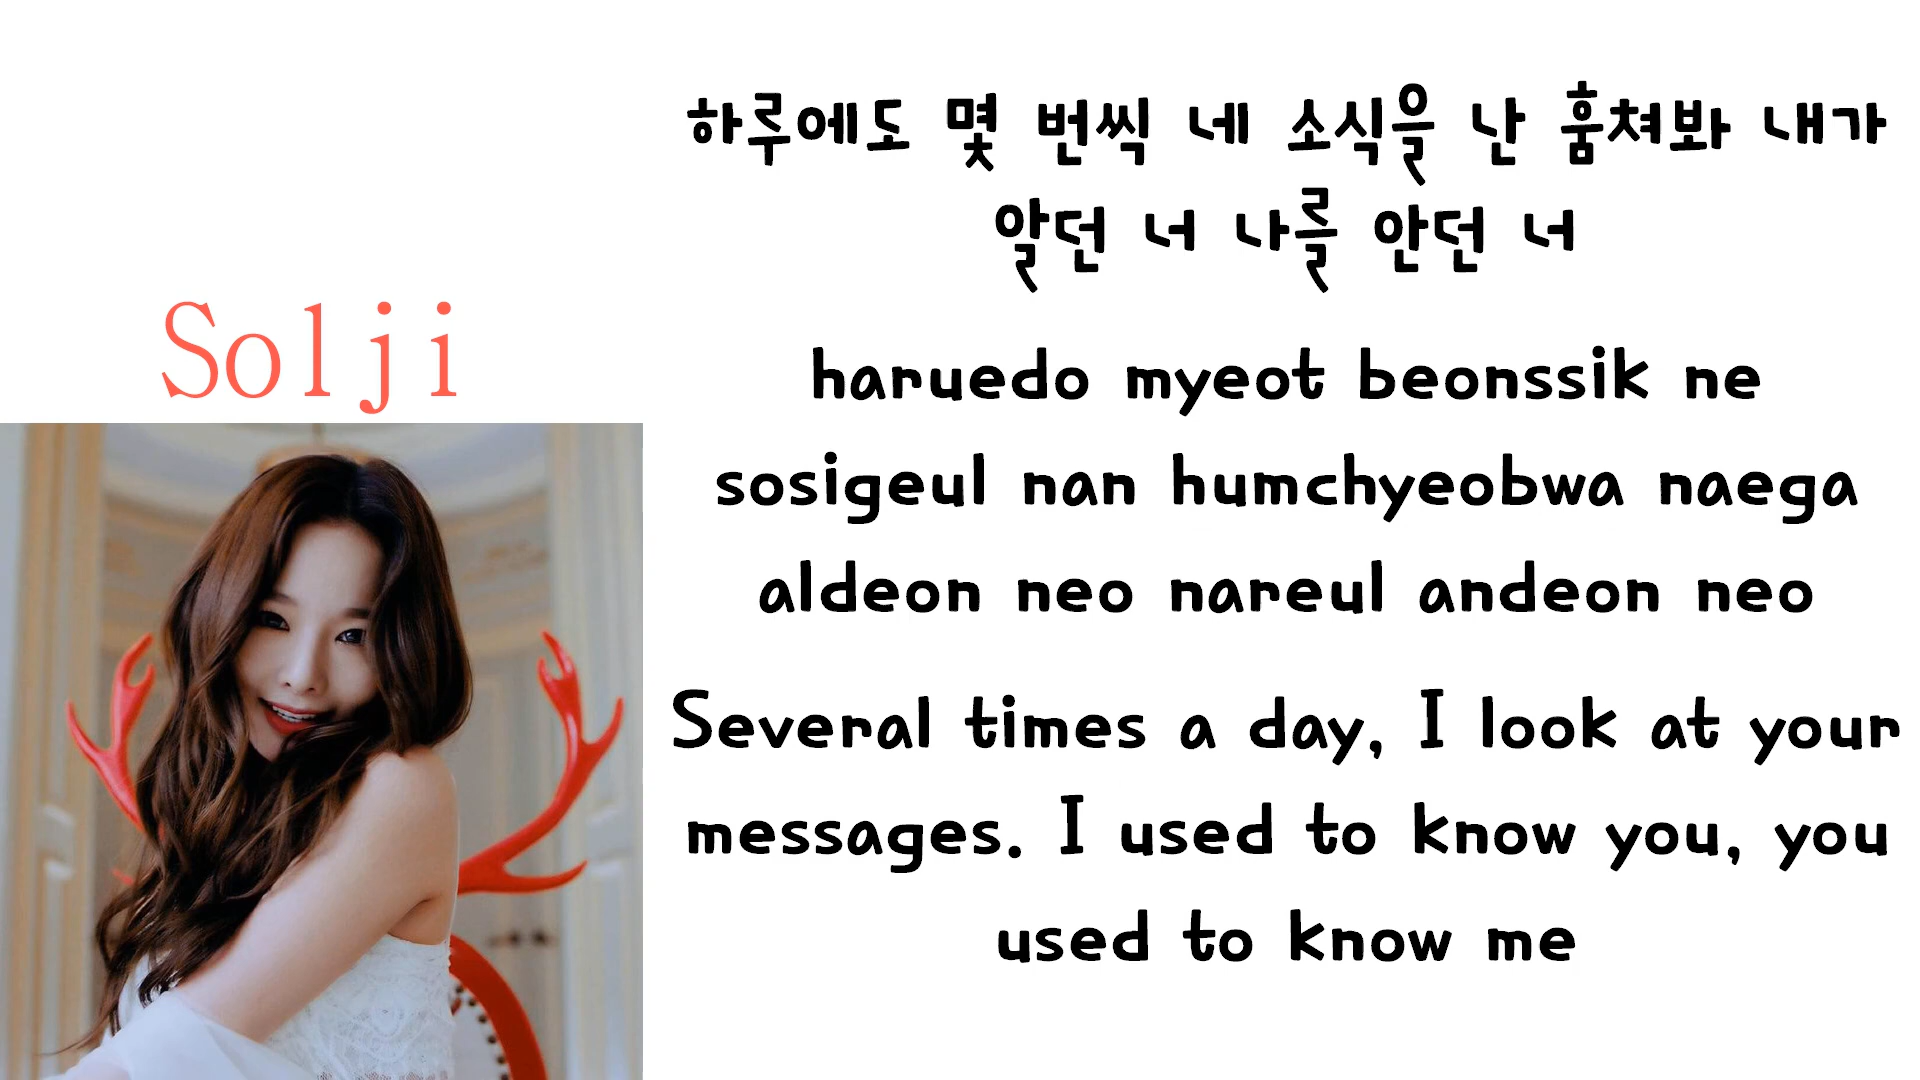 Solji
하루에도 몇 번씩 네 소식을 난 훔쳐봐 내가
알던 너 나를 안던 너
haruedo myeot beonssik ne
sosigeul nan humchyeobwa naega
aldeon neo nareul andeon neo
Several times a day, I look at your
messages. I used to know you, you
used to know me